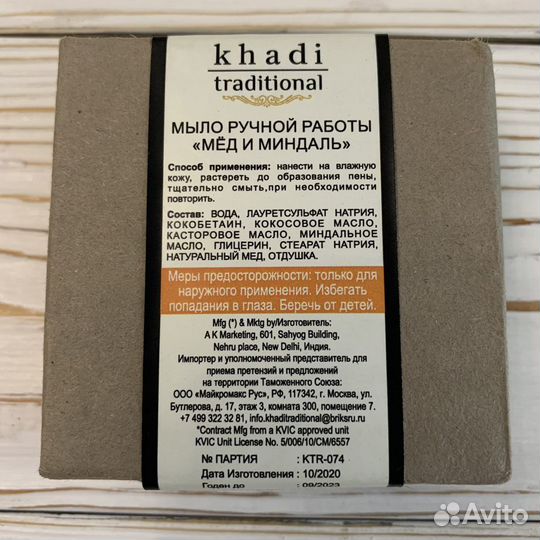 khadi
traditional
МЫЛО РУЧНОЙ РАБОТЫ
«МЁД И МИНДАЛЬ»
Способ применения: нанести на влажную
кожу, растереть до образования пены,
тщательно смыть,при необходимости
повторить.
Состав: ВОДА, ЛАУРЕТСУЛЬФАТ НАТРИЯ,
КОКОБЕТАИН, КОКОСОВОЕ МАСЛО,
КАСТОРОВОЕ МАСЛО, МИНДАЛЬНОЕ
МАСЛО, ГЛИЦЕРИН, СТЕАРАТ НАТРИЯ,
НАТУРАЛЬНЫЙ МЕД, ОТДУШКА.
Меры предосторожности: только для
наружного применения. Избегать
попадания в глаза. Беречь от детей.
Mfg (*) & Mktg by/Изготовитель:
A K Marketing, 601, Sahyog Building,
Nehru place, New Delhi, Индия.
Импортер и уполномоченный представитель для
приема претензий и предложений
на территории Таможенного Союза:
ООО «Майкромакс Рус», РФ, 117342, г. Москва, ул.
Бутлерова, д. 17, этаж 3, комната 300, помещение 7.
+7 499 322 32 81, info.khaditraditional@briksru.ru
*Contract Mfg from a KVIC approved unit
KVIC Unit License No. 5/006/10/CM/6557
№ ПАРТИЯ : KTR-074
Дата Изготовления : 10/2020
Годен до : 09/2023
Avito